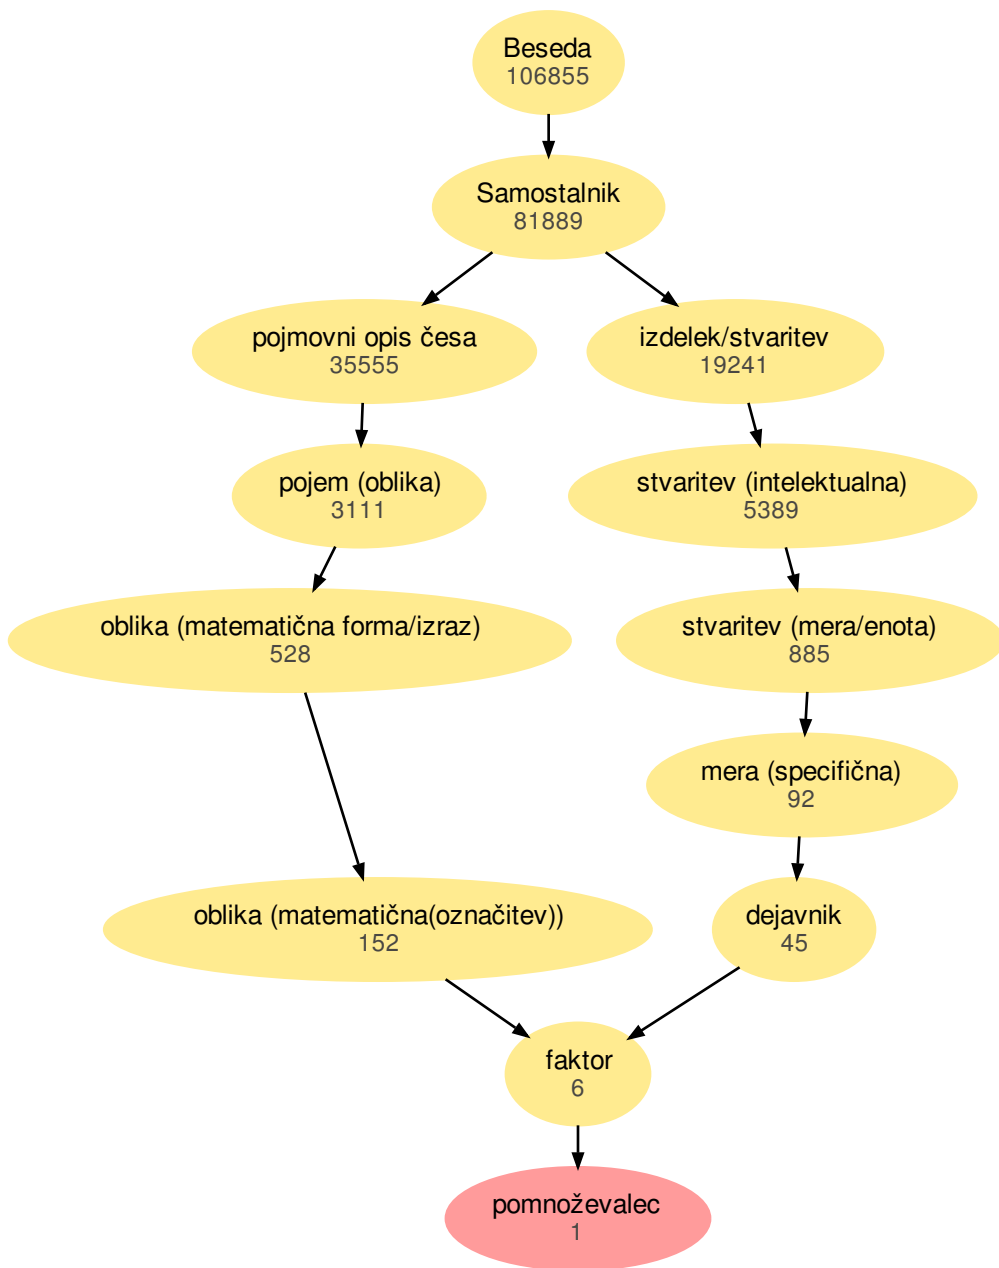 Beseda
106855
Samostalnik
81889
pojmovni opis česa
35555
izdelek/stvaritev
19241
pojem (oblika)
3111
stvaritev (intelektualna)
5389
oblika (matematična forma/izraz)
528
stvaritev (mera/enota)
885
mera (specifična)
92
oblika (matematična(označitev))
152
dejavnik
45
faktor
6
pomnoževalec
1